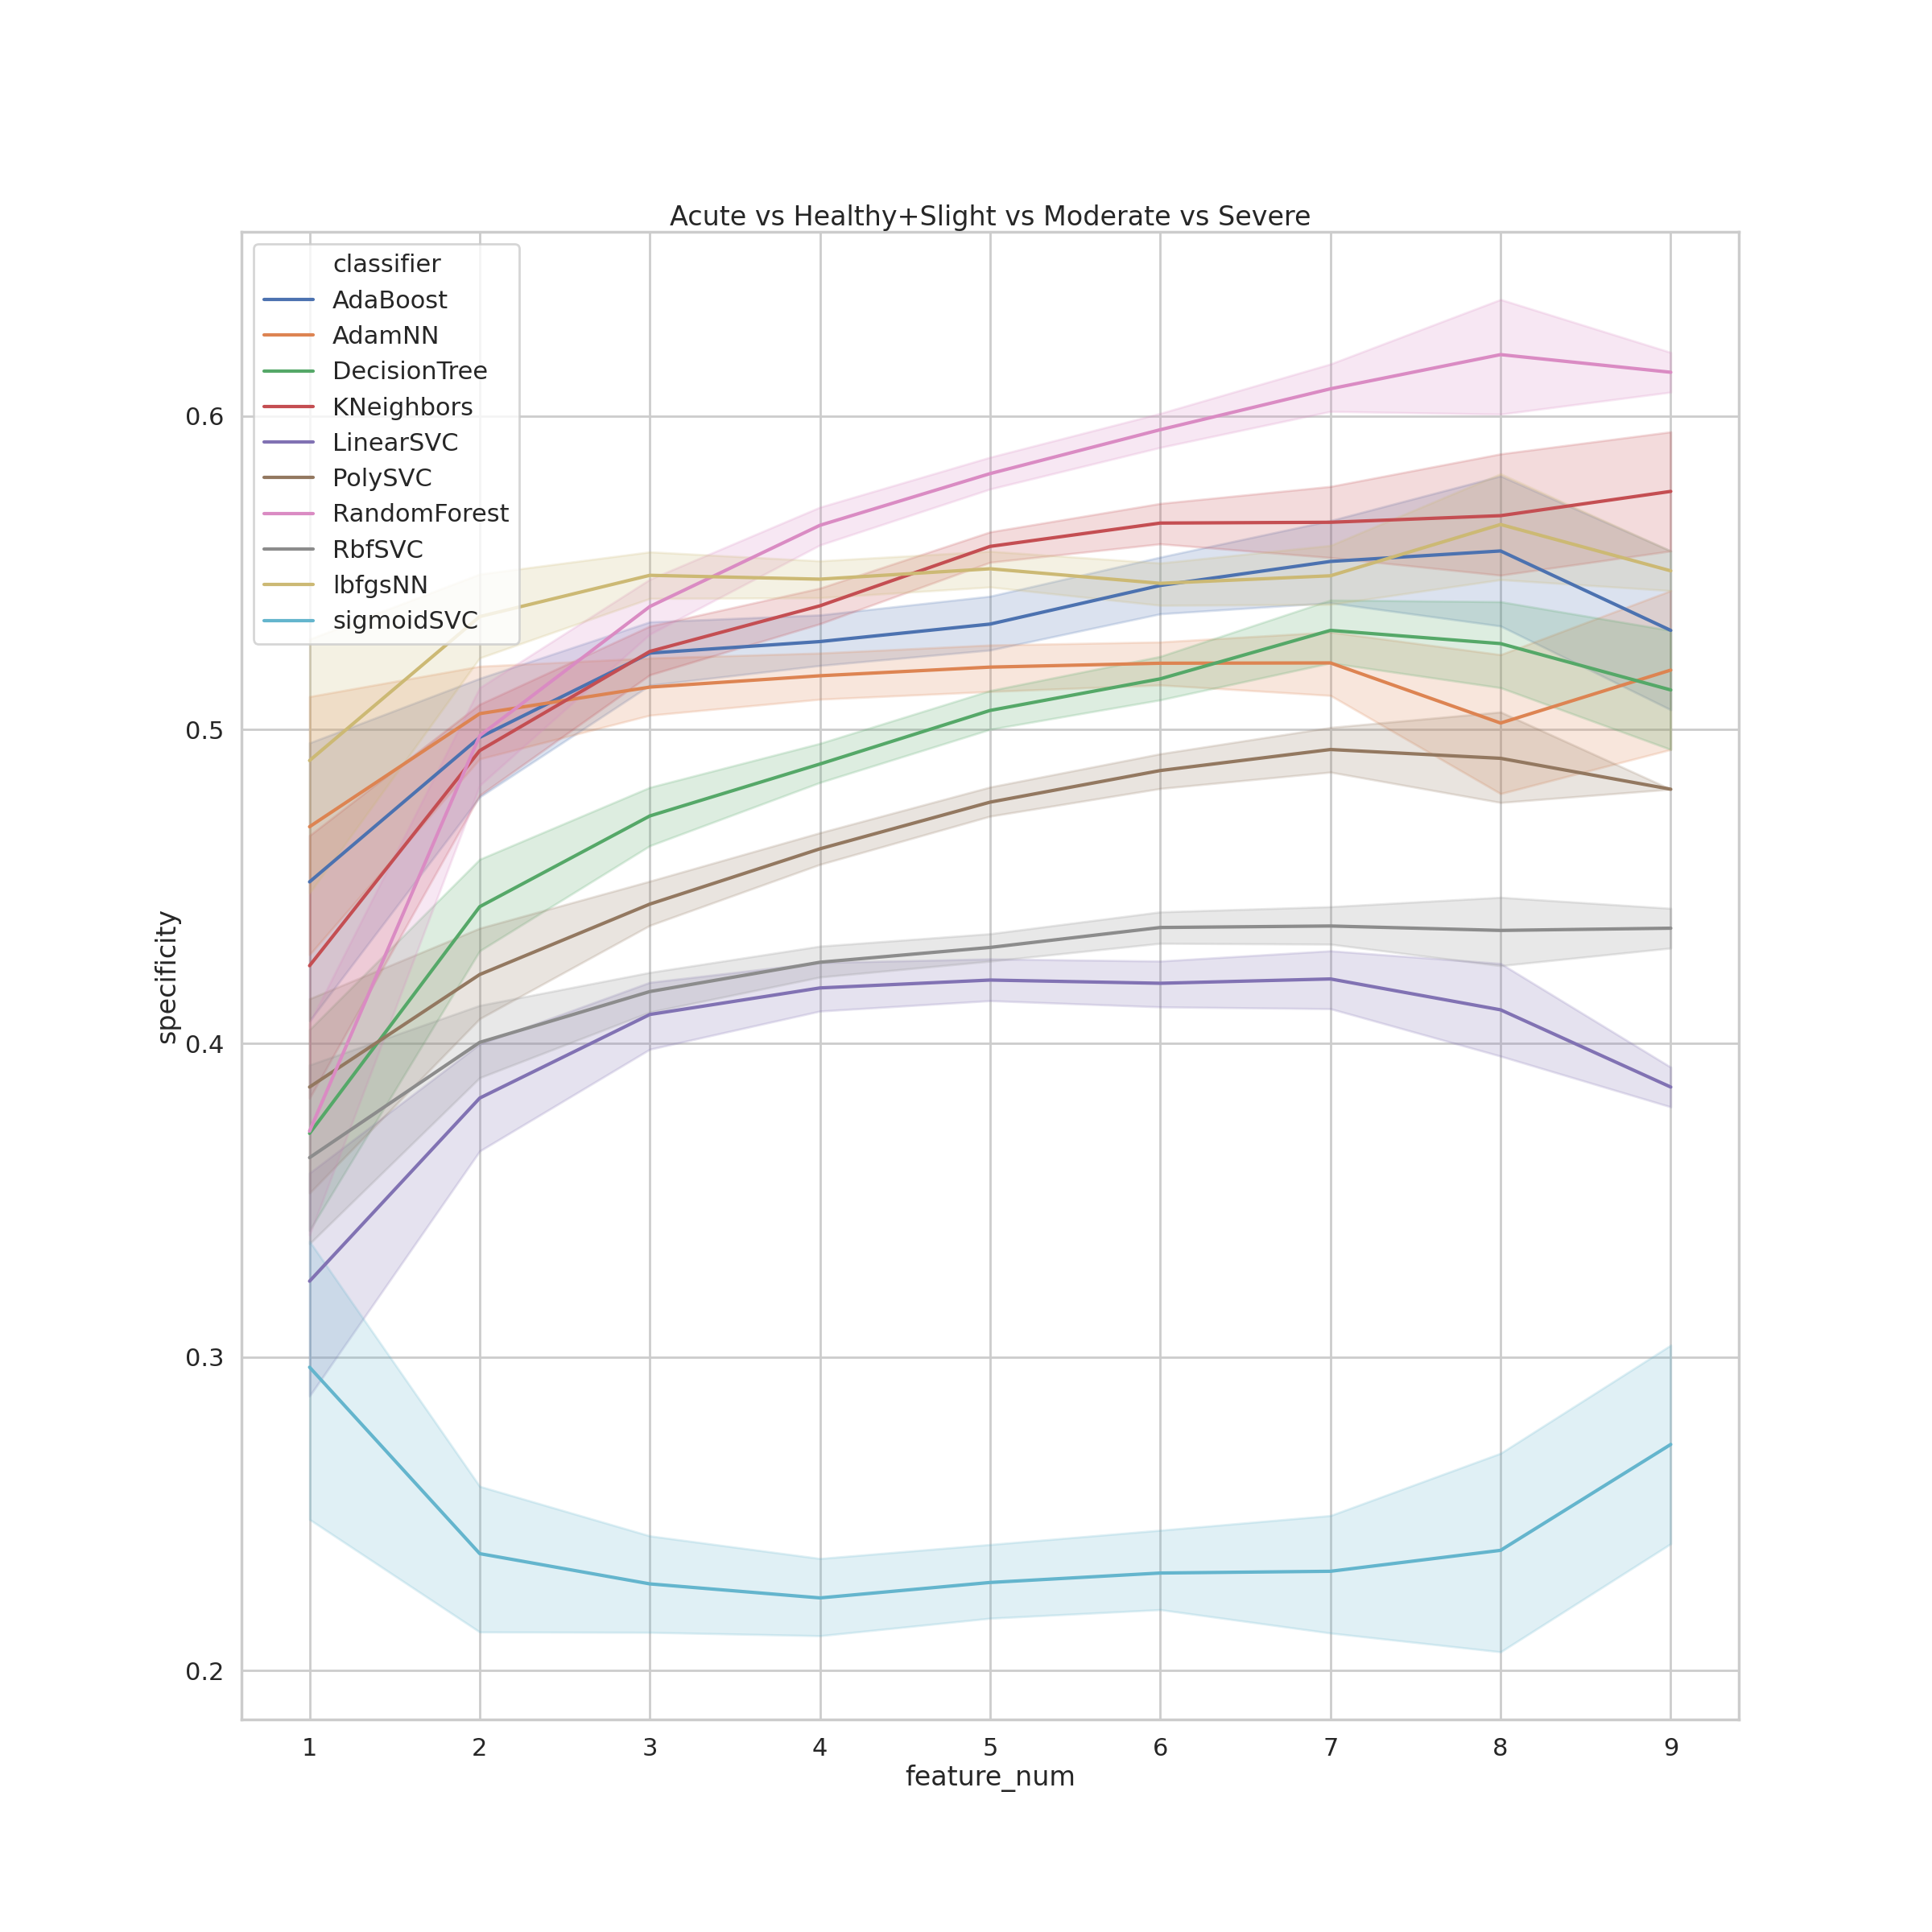 Acute vs Healthy+Slight vs Moderate vs Severe
classifier
AdaBoost
AdamNN
DecisionTree
KNeighbors
LinearSVC
PolySVC
RandomForest
RbfSVC
lbfgsNN
sigmoidSVC
0.6
0.5
0.4
0.3
0.2
specificity
1 2 3 4 5 6 7 8 9
feature_num